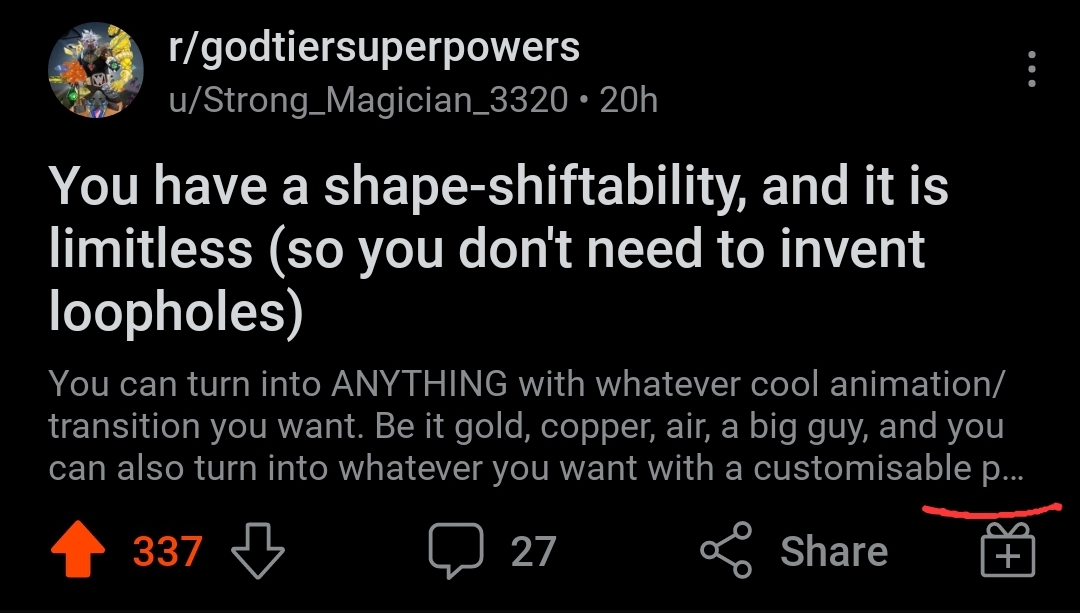 r/godtiersuperpowers
u/Strong_Magician_3320 • 20h
You have a shape-shiftability, and it is
limitless (so you don't need to invent
loopholes)
You can turn into ANYTHING with whatever cool animation/
transition you want. Be it gold, copper, air, a big guy, and you
can also turn into whatever you want with a customisable p...
337 27 Share